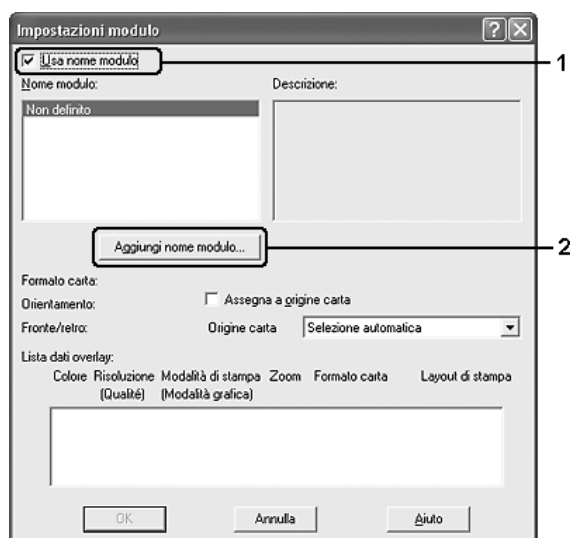 Impostazioni modulo
Usa nome modulo
1
Nome modulo:
Descrizione:
Non definito
Aggiungi nome modulo...
2
Formato carta:
Orientamento:
Assegna a origine carta
Fronte/retro:
Origine carta
Selezione automatica
Lista dati overlay:
Colore Risoluzione Modalità di stampa Zoom Formato carta Layout di stampa
(Qualité) (Modalità grafica)
OK Annulla Aiuto